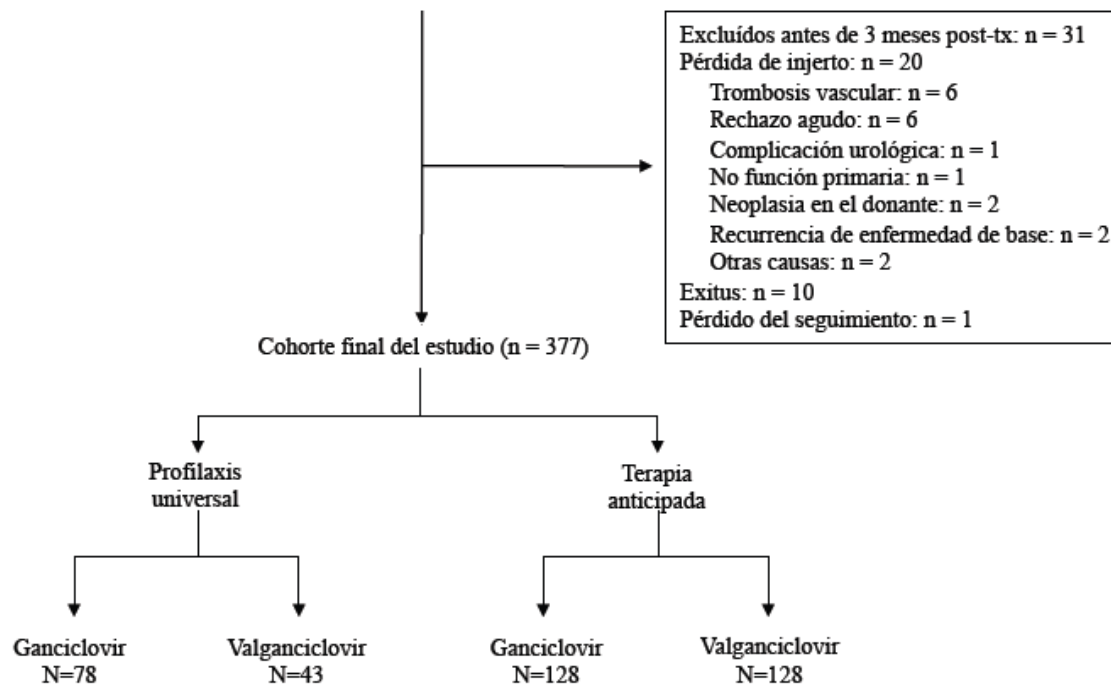 Excluídos antes de 3 meses post-tx: n = 31
Pérdida de injerto: n = 20
Trombosis vascular: n = 6
Rechazo agudo: n = 6
Complicación urológica: n = 1
No función primaria: n = 1
Neoplasia en el donante: n = 2
Recurrencia de enfermedad de base: n = 2
Otras causas: n = 2
Exitus: n = 10
Pérdido del seguimiento: n = 1
Cohorte final del estudio (n = 377)
Profilaxis
universal
Terapia
anticipada
Ganciclovir
N=78
Valganciclovir
N=43
Ganciclovir
N=128
Valganciclovir
N=128